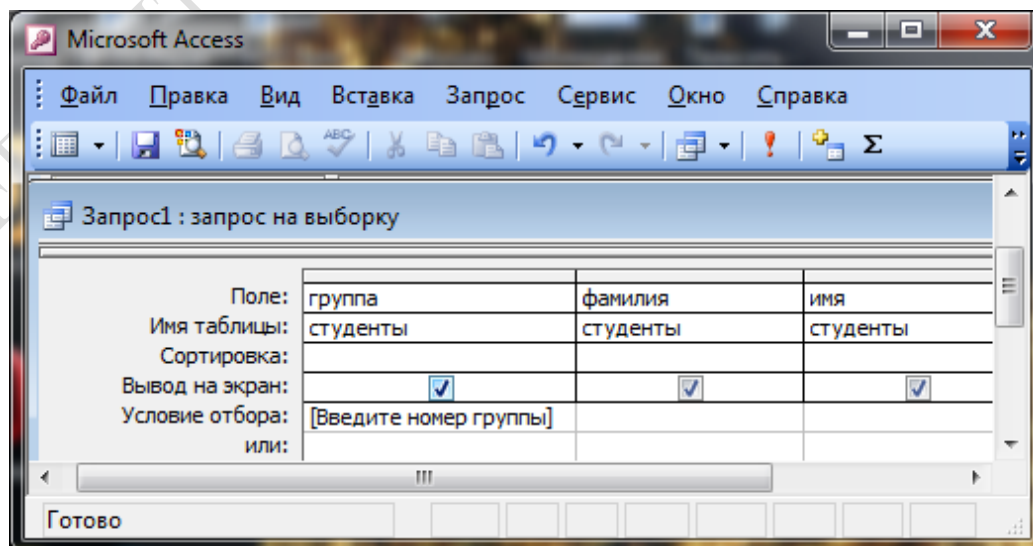 Microsoft Access
Файл Правка Вид Вставка Запрос Сервис Окно Справка
ABC Σ
Запрос1 : запрос на выборку
Поле: группа фамилия имя
Имя таблицы: студенты студенты студенты
Сортировка:
Вывод на экран:
Условие отбора: [Введите номер группы]
или:
Готово